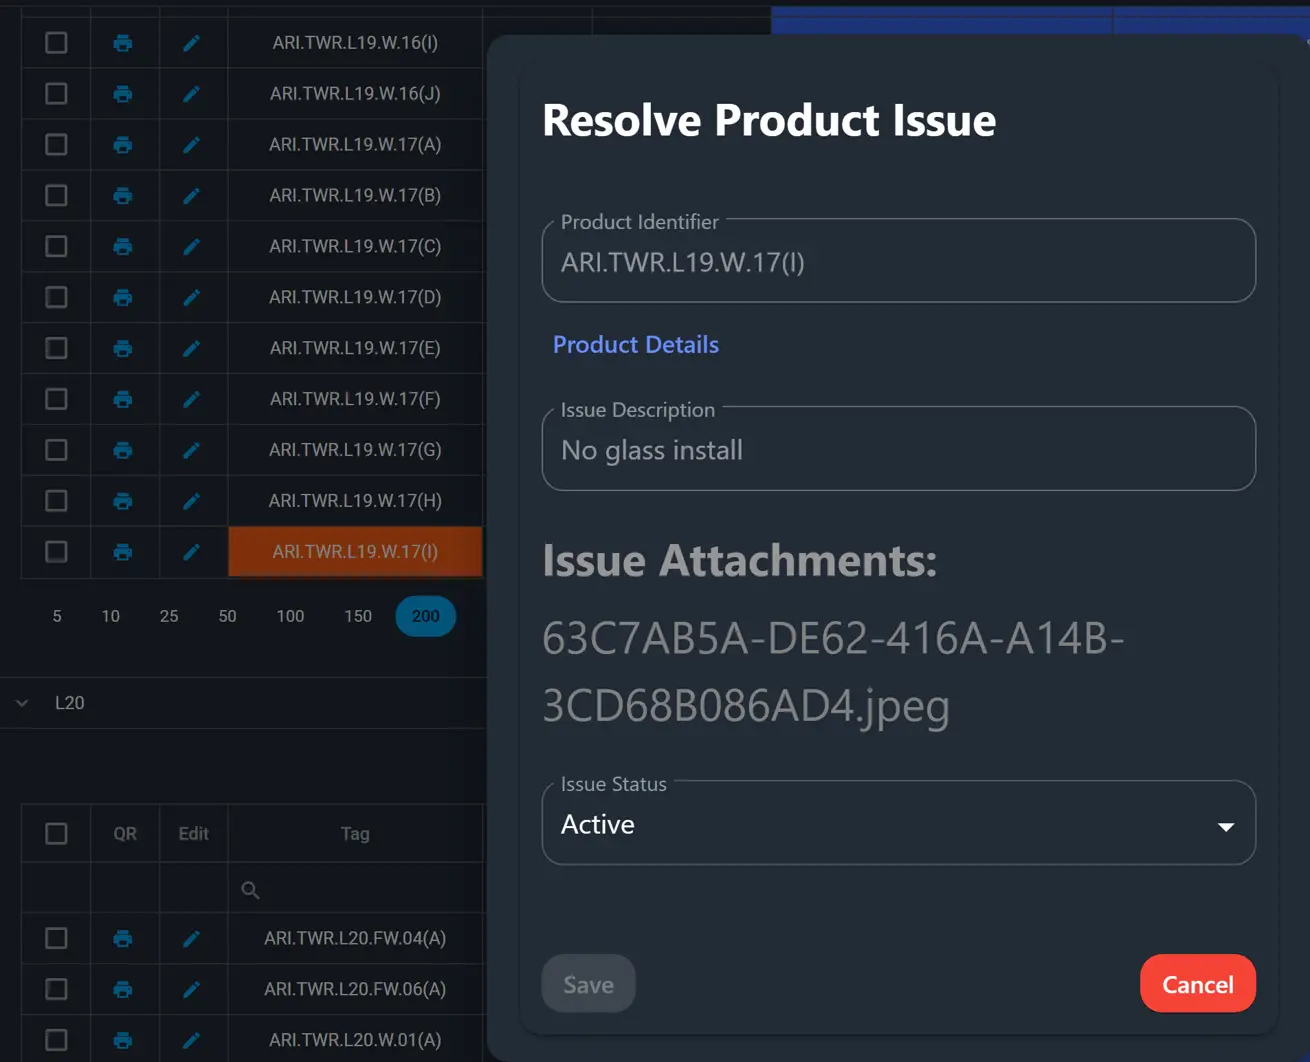 ARI.TWR.L19.W.16(I)
ARI.TWR.L19.W.16(J)
ARI.TWR.L19.W.17(A)
ARI.TWR.L19.W.17(B)
ARI.TWR.L19.W.17(C)
ARI.TWR.L19.W.17(D)
ARI.TWR.L19.W.17(E)
ARI.TWR.L19.W.17(F)
ARI.TWR.L19.W.17(G)
ARI.TWR.L19.W.17(H)
ARI.TWR.L19.W.17(I)
5 10 25 50 100 150 200
L20
QR Edit Tag
ARI.TWR.L20.FW.04(A)
ARI.TWR.L20.FW.06(A)
ARI.TWR.L20.W.01(A)
Resolve Product Issue
Product Identifier
ARI.TWR.L19.W.17(I)
Product Details
Issue Description
No glass install
Issue Attachments:
63C7AB5A-DE62-416A-A14B-
3CD68B086AD4.jpeg
Issue Status
Active
Save Cancel